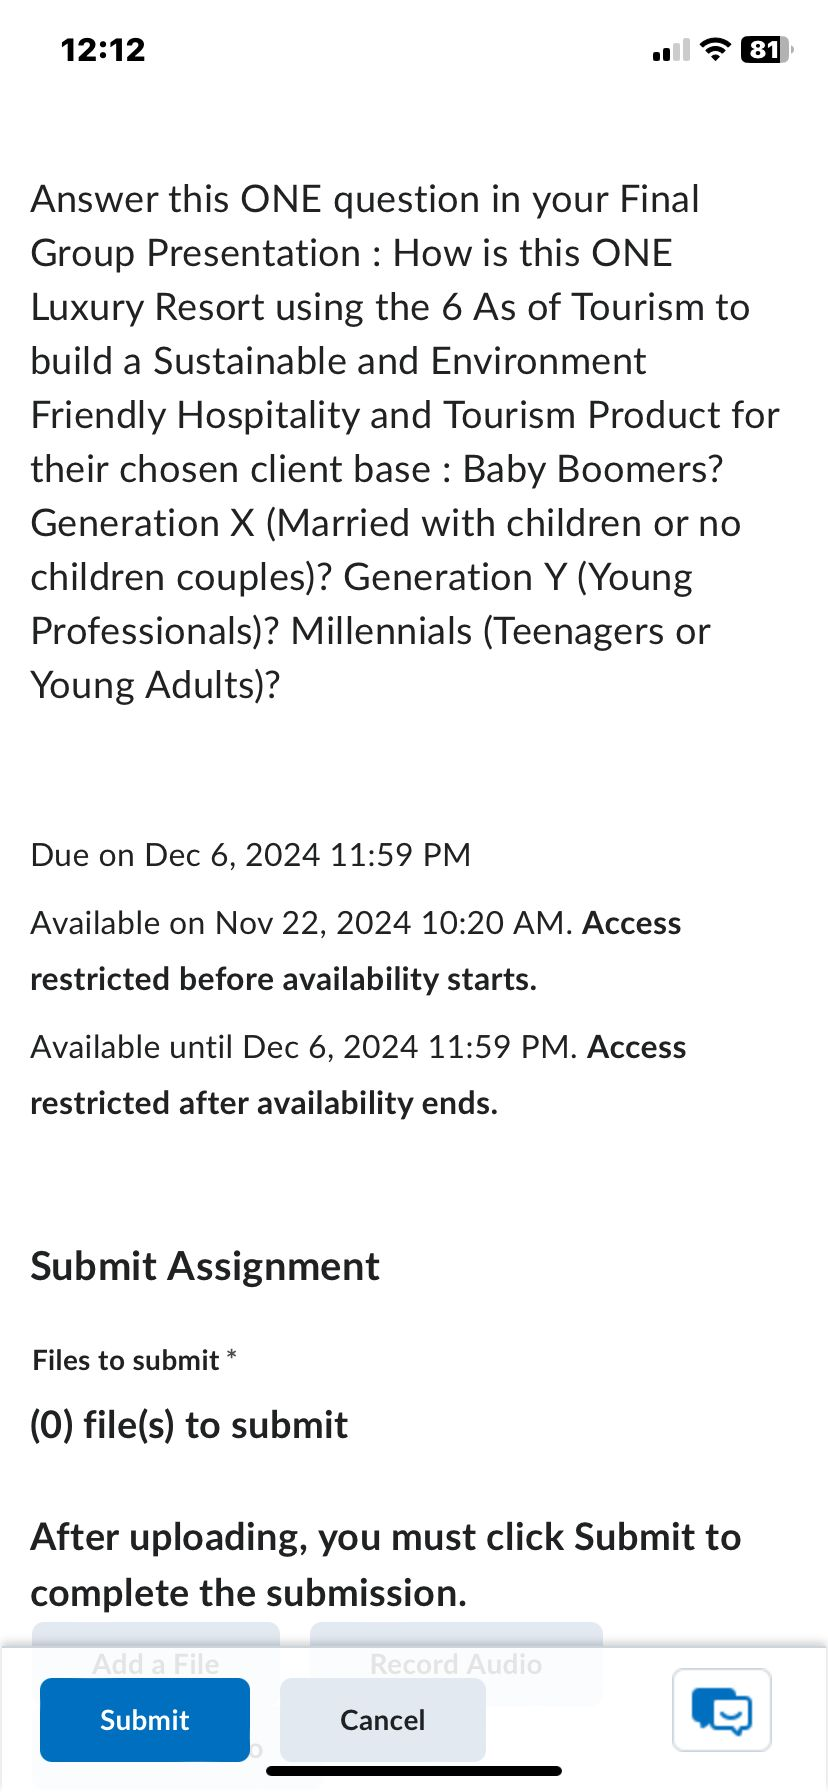 12:12
81
Answer this ONE question in your Final
Group Presentation : How is this ONE
Luxury Resort using the 6 As of Tourism to
build a Sustainable and Environment
Friendly Hospitality and Tourism Product for
their chosen client base : Baby Boomers?
Generation X (Married with children or no
children couples)? Generation Y (Young
Professionals)? Millennials (Teenagers or
Young Adults)?
Due on Dec 6, 2024 11:59 PM
Available on Nov 22, 2024 10:20 AM. Access
restricted before availability starts.
Available until Dec 6, 2024 11:59 PM. Access
restricted after availability ends.
Submit Assignment
Files to submit *
(0) file(s) to submit
After uploading, you must click Submit to
complete the submission.
Add a File Record Audio
Submit Cancel